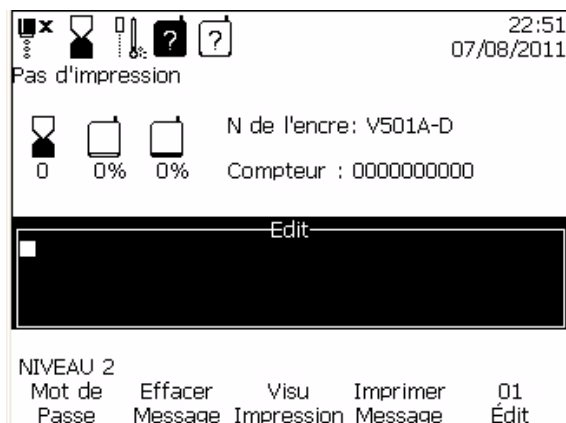 22:51
? ? 07/08/2011
Pas d'impression
N de l'encre: V501A-D
0 0% 0% Compteur : 0000000000
Edit
NIVEAU 2
Mot de Effacer Visu Imprimer 01
Passe Message Impression Message Édit